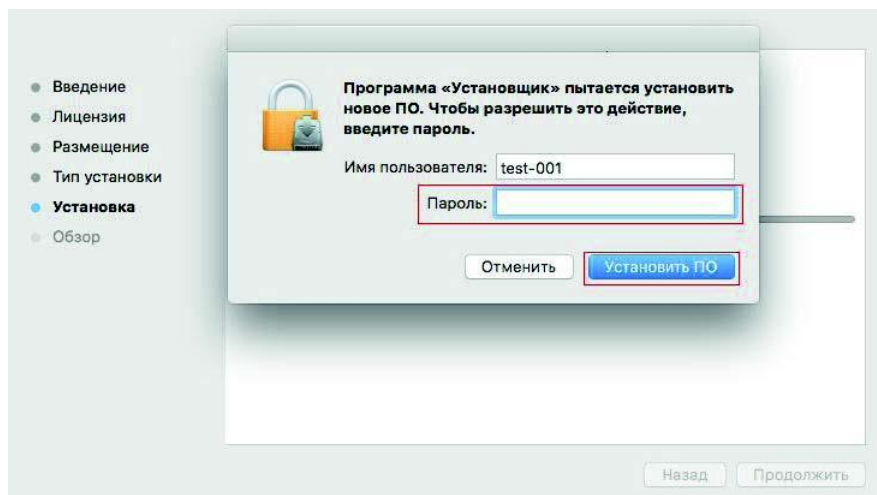 Введение
Лицензия
Размещение
Тип установки
Установка
Обзор
Программа «Установщик» пытается установить
новое ПО. Чтобы разрешить это действие,
введите пароль.
Имя пользователя: test-001
Пароль:
Отменить
Установить ПО
Назад
Продолжить